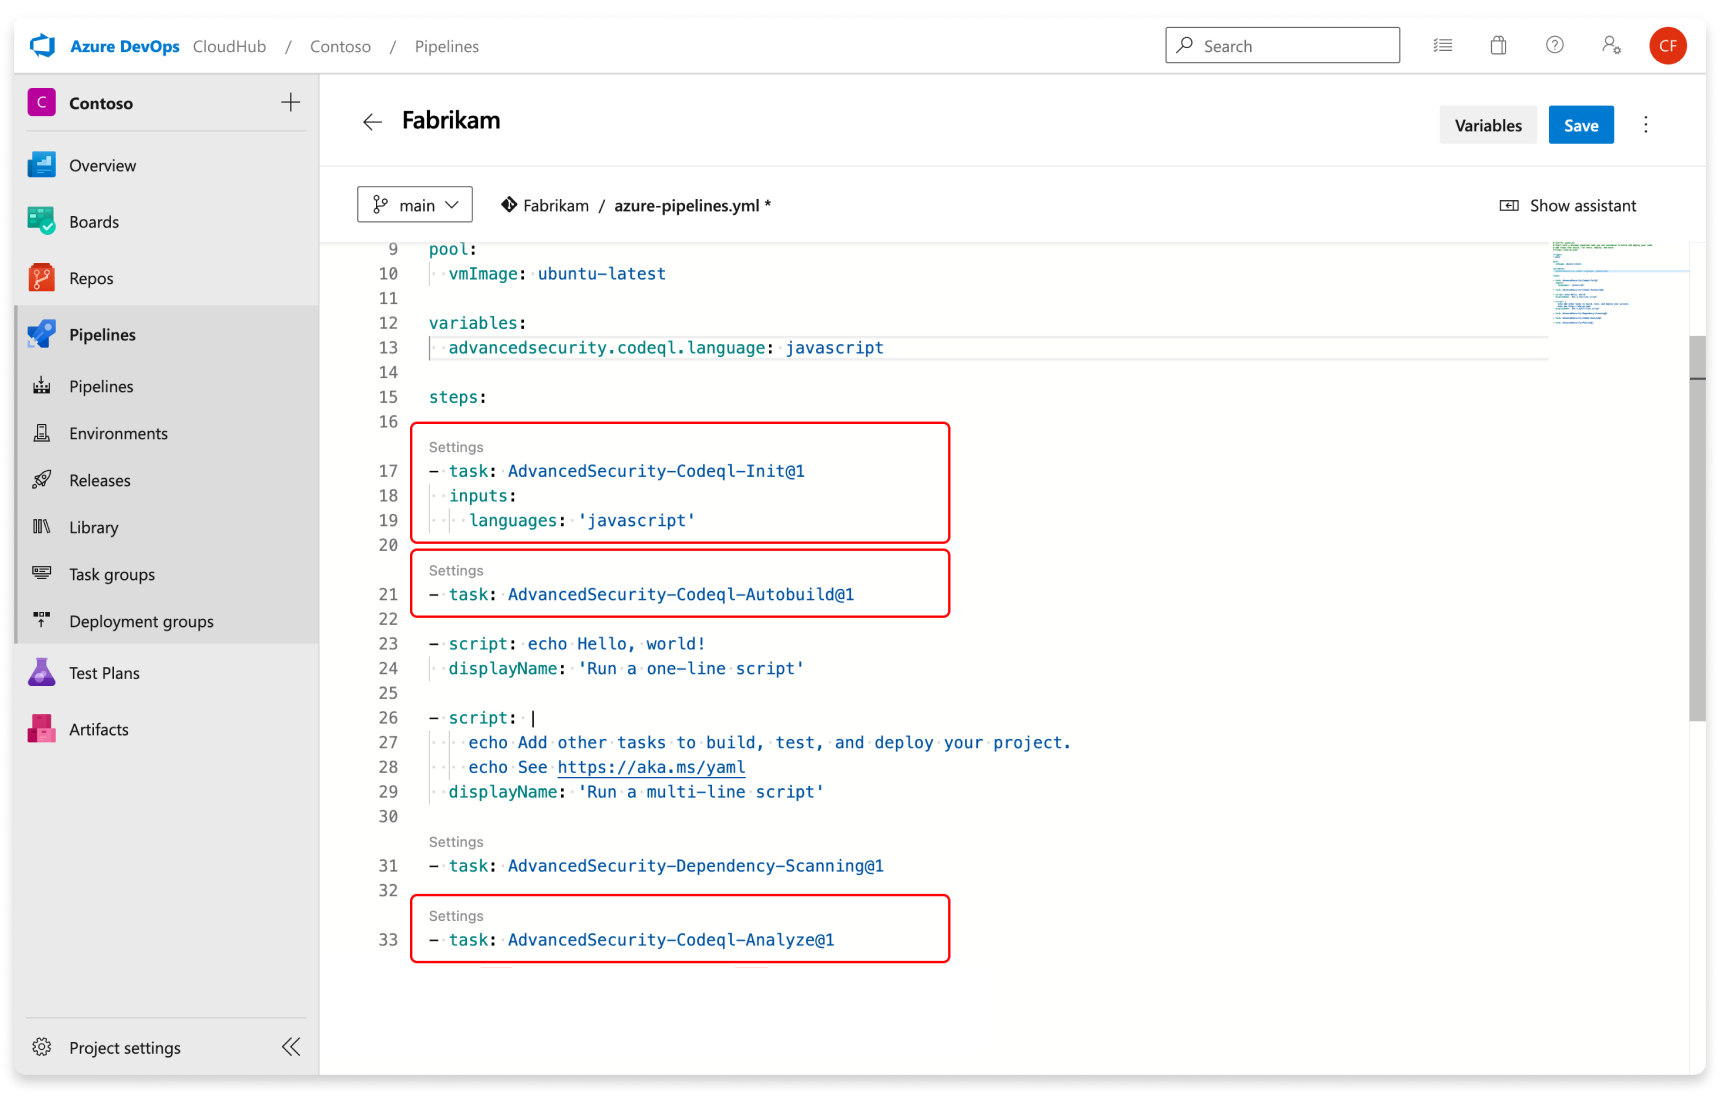 Azure DevOps CloudHub / Contoso / Pipelines
Search
CF
C Contoso
Overview
Boards
Repos
Pipelines
Pipelines
Environments
Releases
Library
Task groups
Deployment groups
Test Plans
Artifacts
Project settings
Fabrikam
Variables
Save
main
Fabrikam / azure-pipelines.yml *
Show assistant
9 pool:
10 vmImage: ubuntu-latest
11
12 variables:
13 advancedsecurity.codeql.language: javascript
14
15 steps:
16
Settings
17 - task: AdvancedSecurity-Codeql-Init@1
18 inputs:
19 languages: 'javascript'
20
Settings
21 - task: AdvancedSecurity-Codeql-Autobuild@1
22
23 - script: echo Hello, world!
24 displayName: 'Run a one-line script'
25
26 - script: |
27 echo Add other tasks to build, test, and deploy your project.
28 echo See https://aka.ms/yaml
29 displayName: 'Run a multi-line script'
30
Settings
31 - task: AdvancedSecurity-Dependency-Scanning@1
32
Settings
33 - task: AdvancedSecurity-Codeql-Analyze@1